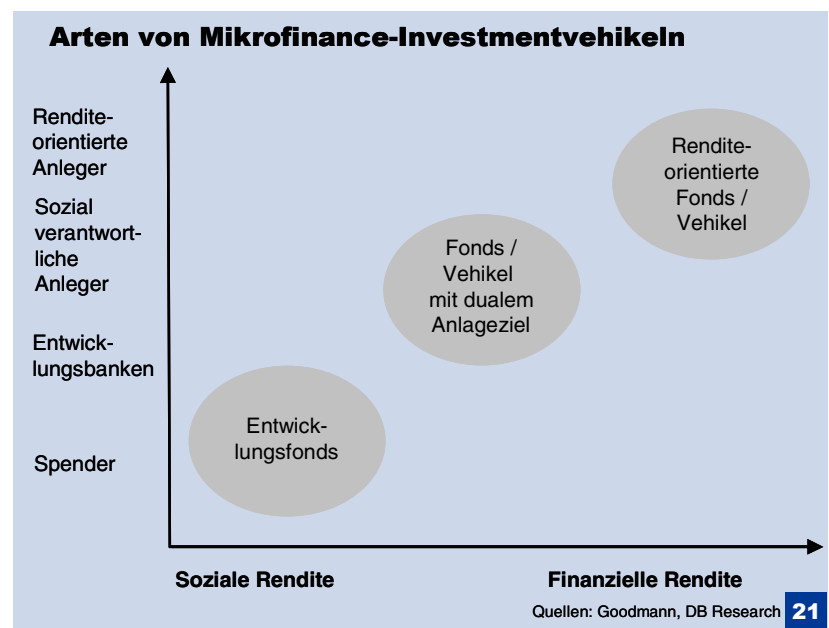 Arten von Mikrofinance-Investmentvehikeln
Rendite-
orientierte
Anleger
Sozial
verantwort-
liche
Anleger
Entwick-
lungsbanken
Spender
Rendite-
orientierte
Fonds /
Vehikel
Fonds /
Vehikel
mit dualem
Anlageziel
Entwick-
lungsfonds
Soziale Rendite
Finanzielle Rendite
Quellen: Goodmann, DB Research
21